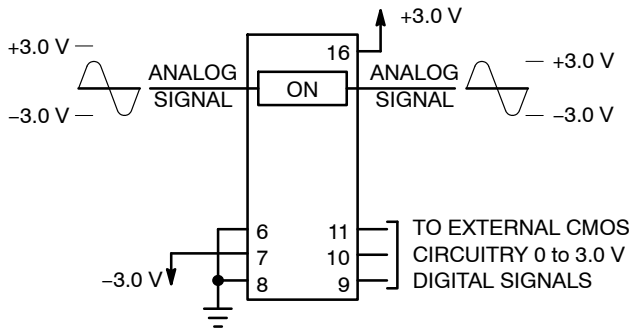 +3.0 V
+3.0 V
16
ANALOG
SIGNAL
ON
ANALOG
SIGNAL
+3.0 V
−3.0 V
−3.0 V
6
7
8
11
10
9
TO EXTERNAL CMOS
CIRCUITRY 0 to 3.0 V
DIGITAL SIGNALS
−3.0 V